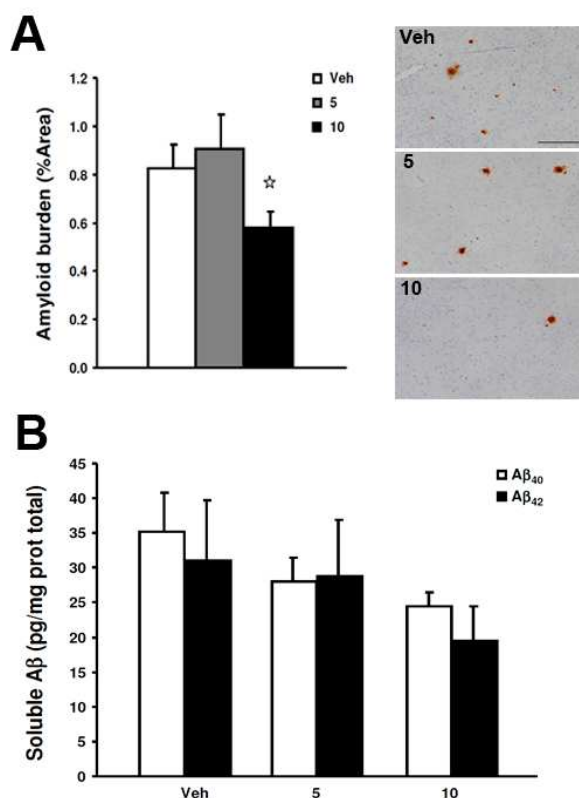 A
Amyloid burden (%Area)
1.2
1.0
0.8
0.6
0.4
0.2
0.0
Veh
5
10
☆
Veh
5
10
B
Soluble Aβ (pg/mg prot total)
45
40
35
30
25
20
15
10
5
0
Aβ₄₀
Aβ₄₂
Veh 5 10